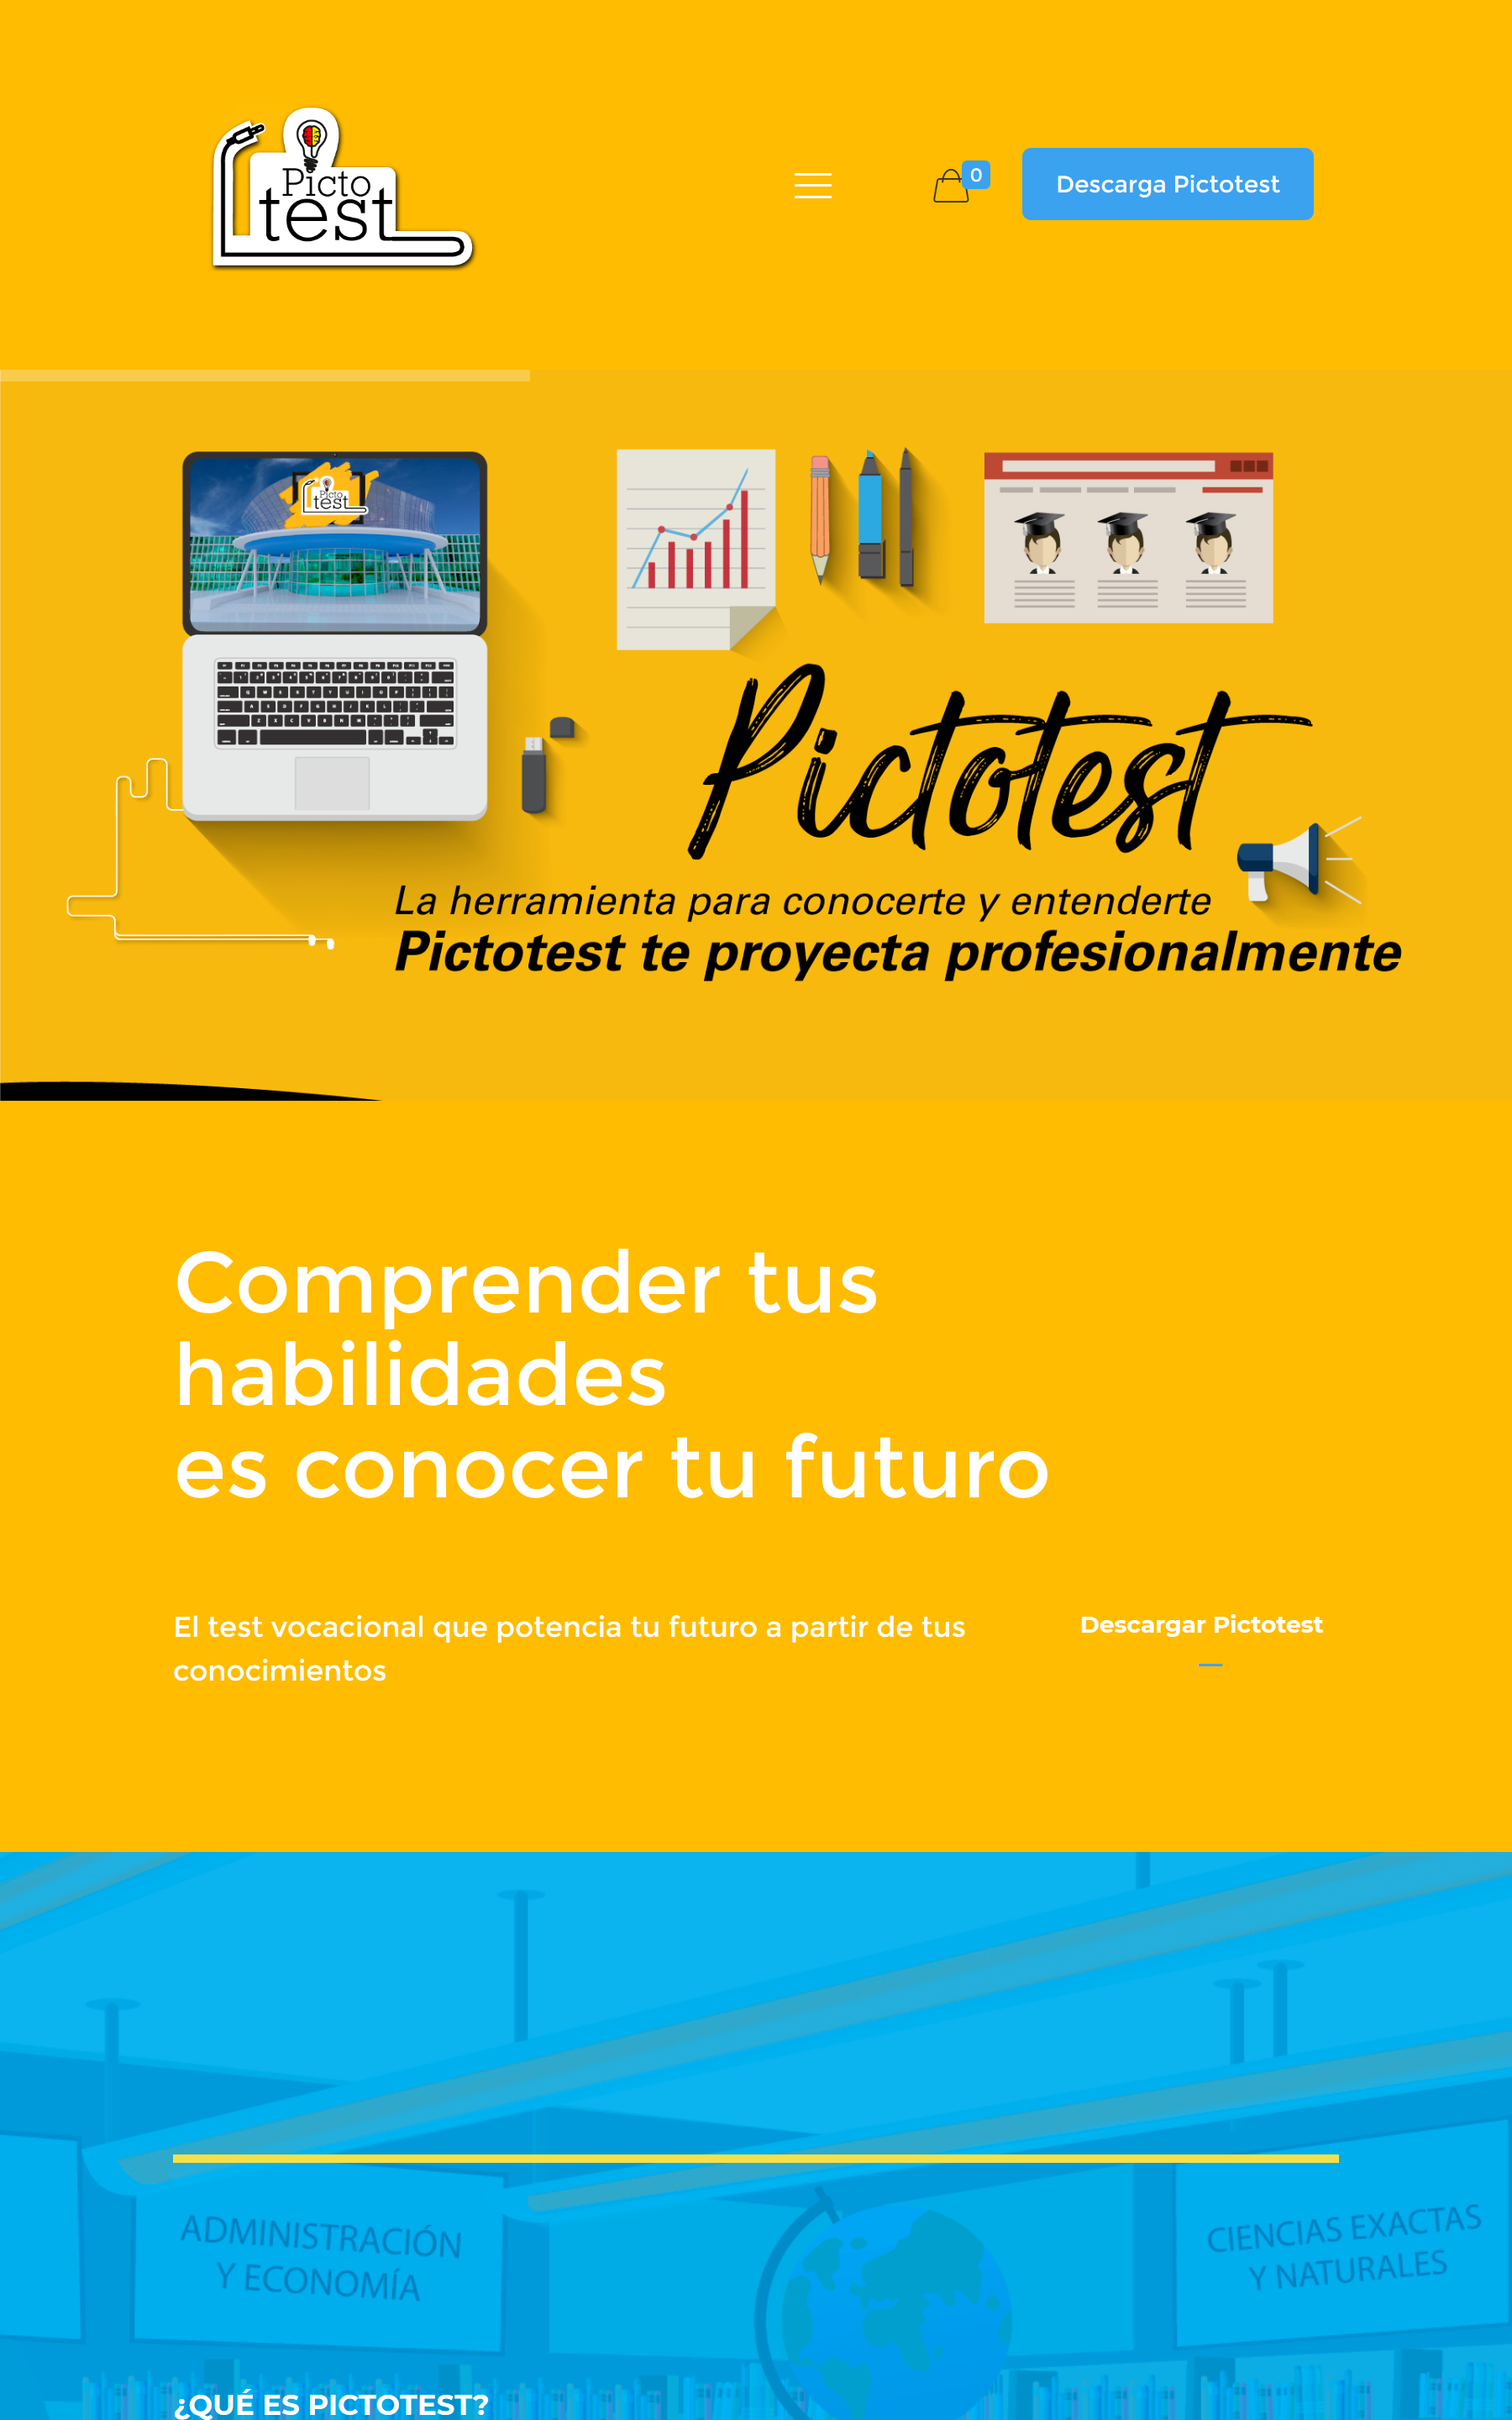 Picto
test
0
Descarga Pictotest
Picto
test
Pictotest
La herramienta para conocerte y entenderte
Pictotest te proyecta profesionalmente
Comprender tus
habilidades
es conocer tu futuro
El test vocacional que potencia tu futuro a partir de tus
conocimientos
Descargar Pictotest
ADMINISTRACIÓN
Y ECONOMÍA
CIENCIAS EXACTAS
Y NATURALES
¿QUÉ ES PICTOTEST?